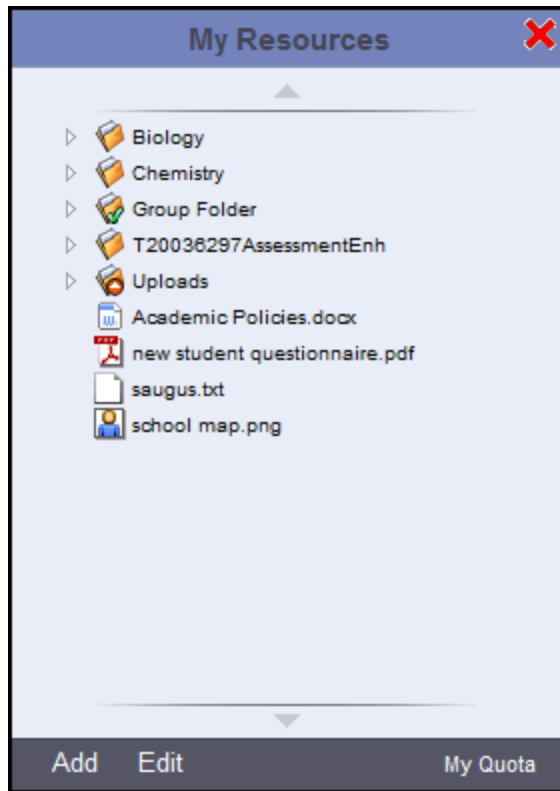 My Resources
Biology
Chemistry
Group Folder
T20036297AssessmentEnh
Uploads
Academic Policies.docx
new student questionnaire.pdf
saugus.txt
school map.png
Add Edit My Quota